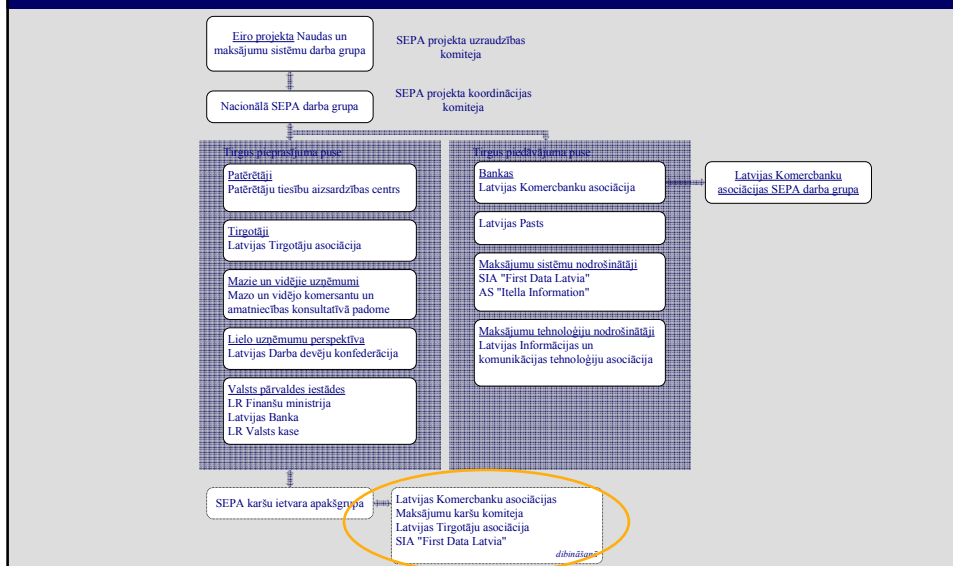 Eiro projekta Naudas un
maksājumu sistēmu darba grupa
SEPA projekta uzraudzības
komiteja
Nacionālā SEPA darba grupa
SEPA projekta koordinācijas
komiteja
Tirgus pieprasījuma puse
Patērētāji
Patērētāju tiesību aizsardzības centrs
Tirgotāji
Latvijas Tirgotāju asociācija
Mazie un vidējie uzņēmumi
Mazo un vidējo komersantu un
amatniecības konsultatīvā padome
Lielo uzņēmumu perspektīva
Latvijas Darba devēju konfederācija
Valsts pārvaldes iestādes
LR Finanšu ministrija
Latvijas Banka
LR Valsts kase
Tirgus piedāvājuma puse
Bankas
Latvijas Komercbanku asociācija
Latvijas Pasts
Maksājumu sistēmu nodrošinātāji
SIA "First Data Latvia"
AS "Itella Information"
Maksājumu tehnoloģiju nodrošinātāji
Latvijas Informācijas un
komunikācijas tehnoloģiju asociācija
Latvijas Komercbanku
asociācijas SEPA darba grupa
SEPA karšu ietvara apakšgrupa
Latvijas Komercbanku asociācijas
Maksājumu karšu komiteja
Latvijas Tirgotāju asociācija
SIA "First Data Latvia"
dibināšanā